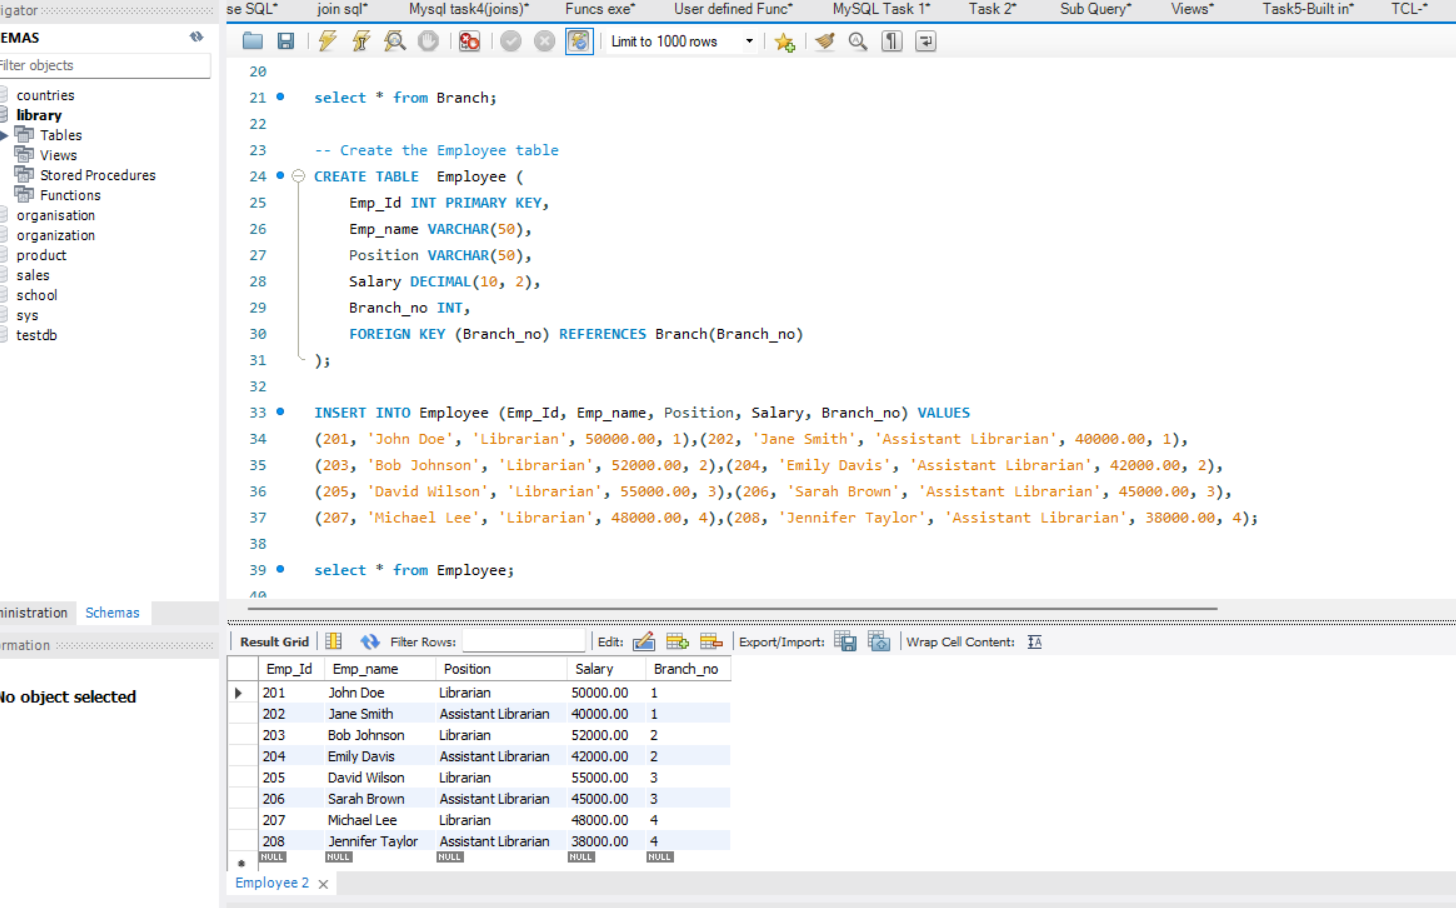 igator
se SQL* join sql* Mysql task4(joins)* Funcs exe* User defined Func* MySQL Task 1* Task 2* Sub Query* Views* Task5-Built in* TCL-*
EMAS
Filter objects
countries
library
Tables
Views
Stored Procedures
Functions
organisation
organization
product
sales
school
sys
testdb
ministration Schemas
ormation
No object selected
Limit to 1000 rows
20
21 select * from Branch;
22
23 -- Create the Employee table
24 CREATE TABLE  Employee (
25 Emp_Id INT PRIMARY KEY,
26 Emp_name VARCHAR(50),
27 Position VARCHAR(50),
28 Salary DECIMAL(10, 2),
29 Branch_no INT,
30 FOREIGN KEY (Branch_no) REFERENCES Branch(Branch_no)
31 );
32
33 INSERT INTO Employee (Emp_Id, Emp_name, Position, Salary, Branch_no) VALUES
34 (201, 'John Doe', 'Librarian', 50000.00, 1),(202, 'Jane Smith', 'Assistant Librarian', 40000.00, 1),
35 (203, 'Bob Johnson', 'Librarian', 52000.00, 2),(204, 'Emily Davis', 'Assistant Librarian', 42000.00, 2),
36 (205, 'David Wilson', 'Librarian', 55000.00, 3),(206, 'Sarah Brown', 'Assistant Librarian', 45000.00, 3),
37 (207, 'Michael Lee', 'Librarian', 48000.00, 4),(208, 'Jennifer Taylor', 'Assistant Librarian', 38000.00, 4);
38
39 select * from Employee;
40
Result Grid Filter Rows: Edit: Export/Import: Wrap Cell Content:
Emp_Id Emp_name Position Salary Branch_no
201 John Doe Librarian 50000.00 1
202 Jane Smith Assistant Librarian 40000.00 1
203 Bob Johnson Librarian 52000.00 2
204 Emily Davis Assistant Librarian 42000.00 2
205 David Wilson Librarian 55000.00 3
206 Sarah Brown Assistant Librarian 45000.00 3
207 Michael Lee Librarian 48000.00 4
208 Jennifer Taylor Assistant Librarian 38000.00 4
NULL NULL NULL NULL NULL
Employee 2